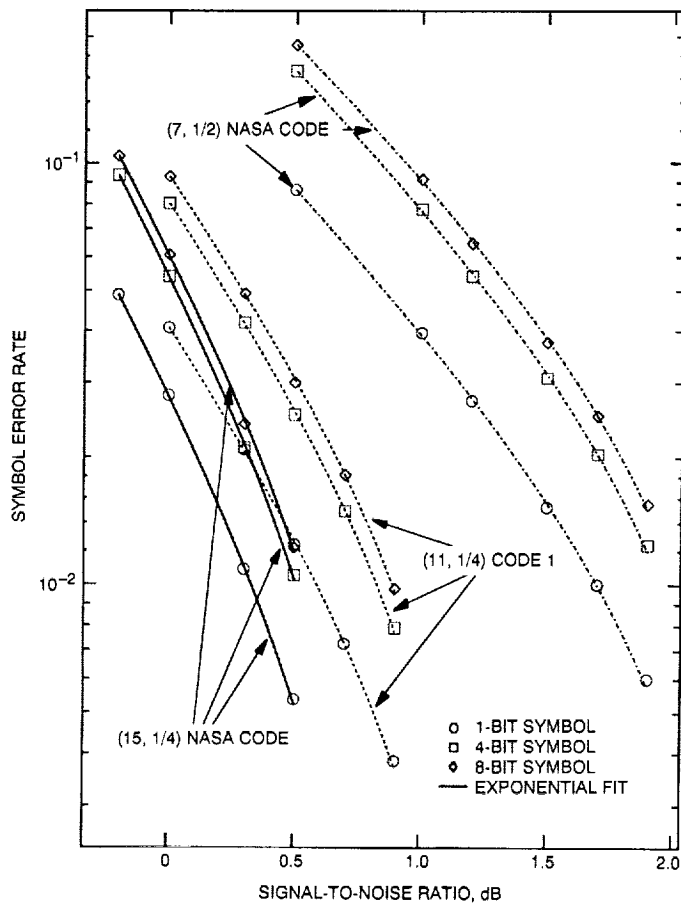 10⁻¹
10⁻²
SYMBOL ERROR RATE
(7, 1/2) NASA CODE
(11, 1/4) CODE 1
(15, 1/4) NASA CODE
1-BIT SYMBOL
4-BIT SYMBOL
8-BIT SYMBOL
EXPONENTIAL FIT
0 0.5 1.0 1.5 2.0
SIGNAL-TO-NOISE RATIO, dB